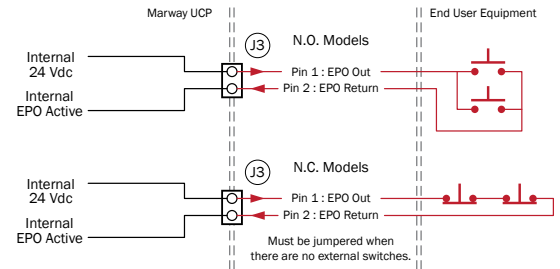 Marway UCP
End User Equipment
J3
N.O. Models
Internal
24 Vdc
Pin 1 : EPO Out
Pin 2 : EPO Return
Internal
EPO Active
J3
N.C. Models
Internal
24 Vdc
Pin 1 : EPO Out
Pin 2 : EPO Return
Internal
EPO Active
Must be jumpered when
there are no external switches.